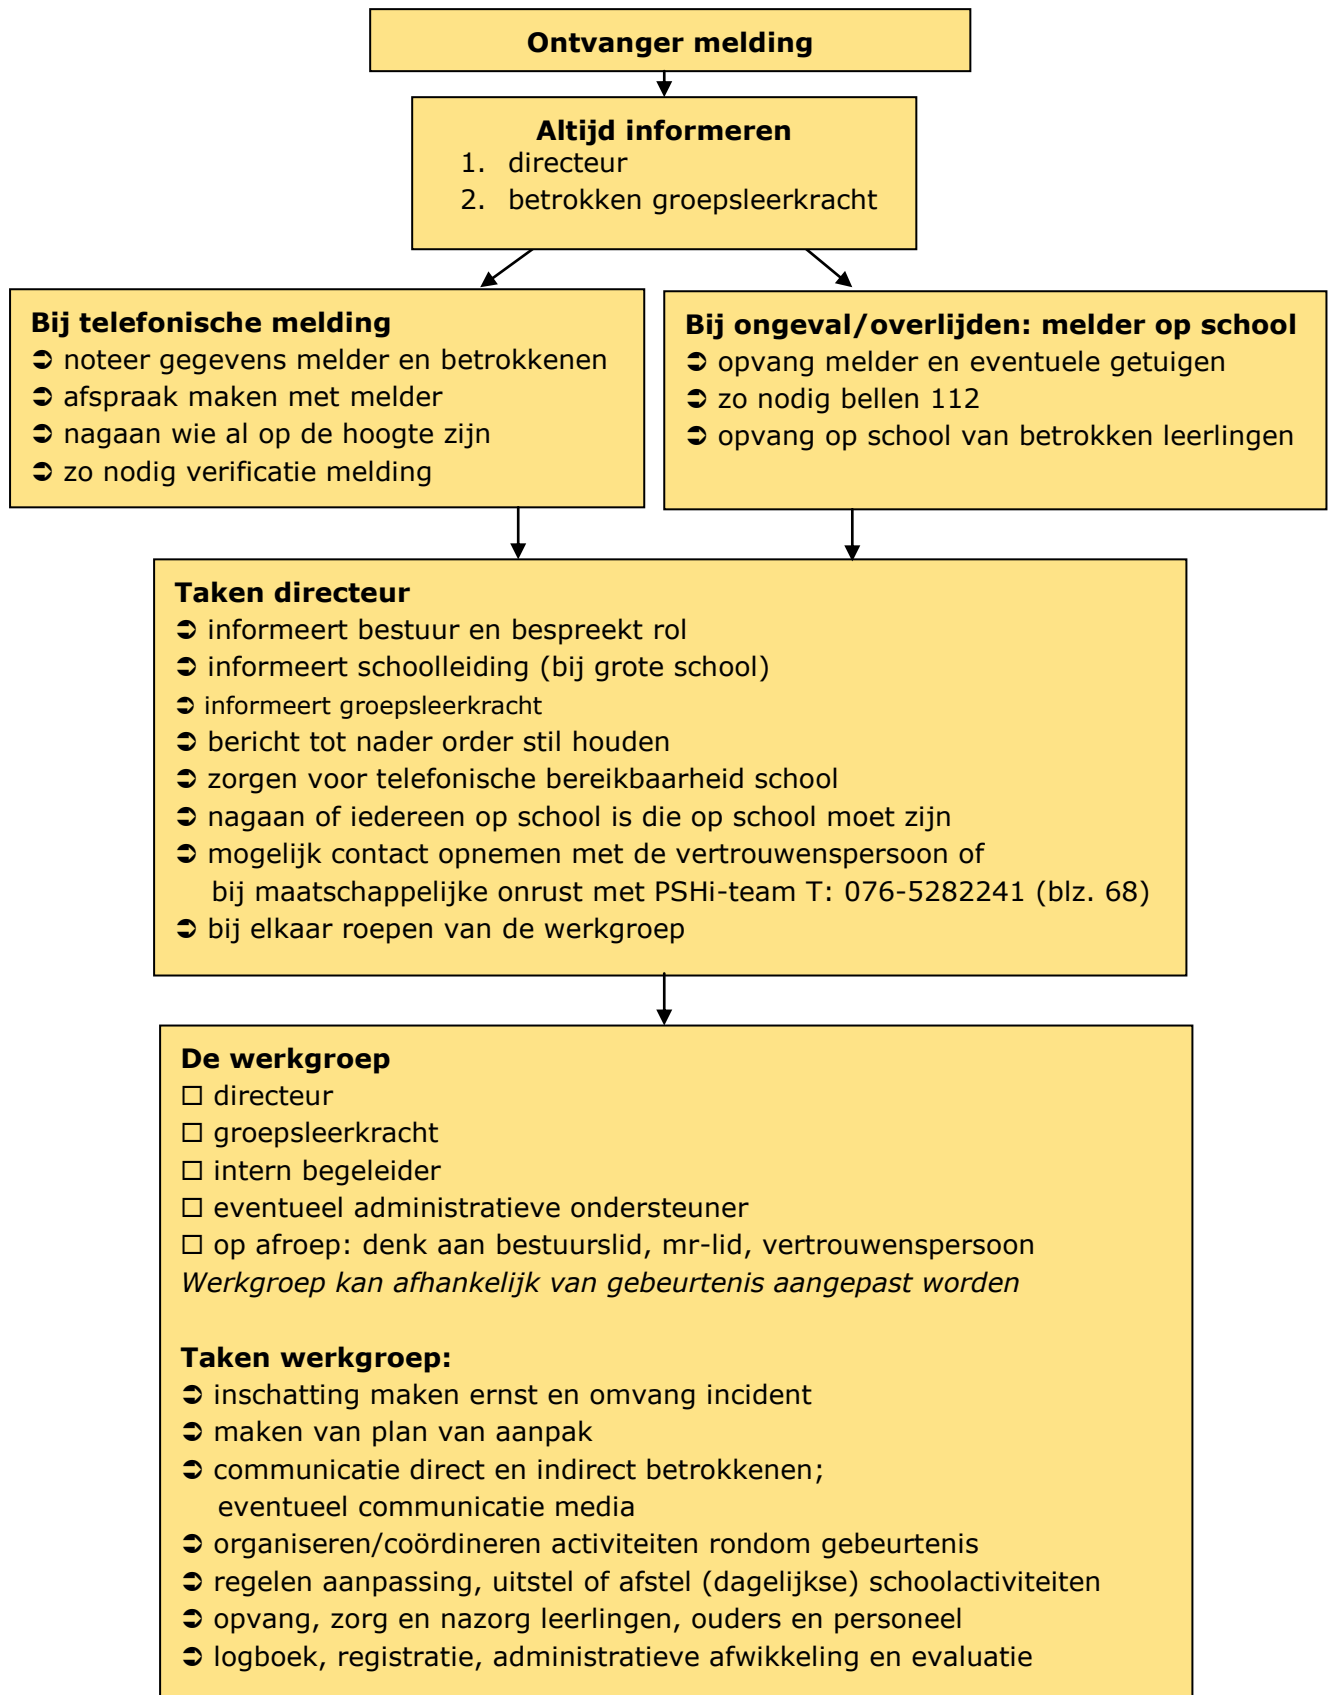 Ontvanger melding
Altijd informeren
1. directeur
2. betrokken groepsleerkracht
Bij telefonische melding
➲ noteer gegevens melder en betrokkenen
➲ afspraak maken met melder
➲ nagaan wie al op de hoogte zijn
➲ zo nodig verificatie melding
Bij ongeval/overlijden: melder op school
➲ opvang melder en eventuele getuigen
➲ zo nodig bellen 112
➲ opvang op school van betrokken leerlingen
Taken directeur
➲ informeert bestuur en bespreekt rol
➲ informeert schoolleiding (bij grote school)
➲ informeert groepsleerkracht
➲ bericht tot nader order stil houden
➲ zorgen voor telefonische bereikbaarheid school
➲ nagaan of iedereen op school is die op school moet zijn
➲ mogelijk contact opnemen met de vertrouwenspersoon of
bij maatschappelijke onrust met PSHi-team T: 076-5282241 (blz. 68)
➲ bij elkaar roepen van de werkgroep
De werkgroep
☐ directeur
☐ groepsleerkracht
☐ intern begeleider
☐ eventueel administratieve ondersteuner
☐ op afroep: denk aan bestuurslid, mr-lid, vertrouwenspersoon
Werkgroep kan afhankelijk van gebeurtenis aangepast worden
Taken werkgroep:
➲ inschatting maken ernst en omvang incident
➲ maken van plan van aanpak
➲ communicatie direct en indirect betrokkenen;
eventueel communicatie media
➲ organiseren/coördineren activiteiten rondom gebeurtenis
➲ regelen aanpassing, uitstel of afstel (dagelijkse) schoolactiviteiten
➲ opvang, zorg en nazorg leerlingen, ouders en personeel
➲ logboek, registratie, administratieve afwikkeling en evaluatie